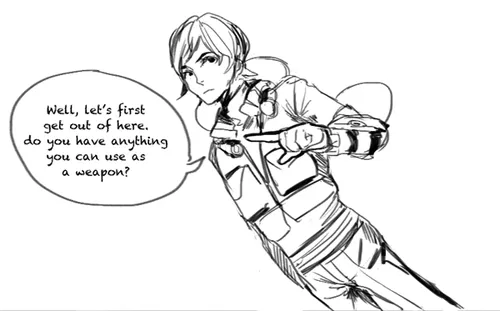 Well, let's first
get out of here.
do you have anything
you can use as
a weapon?